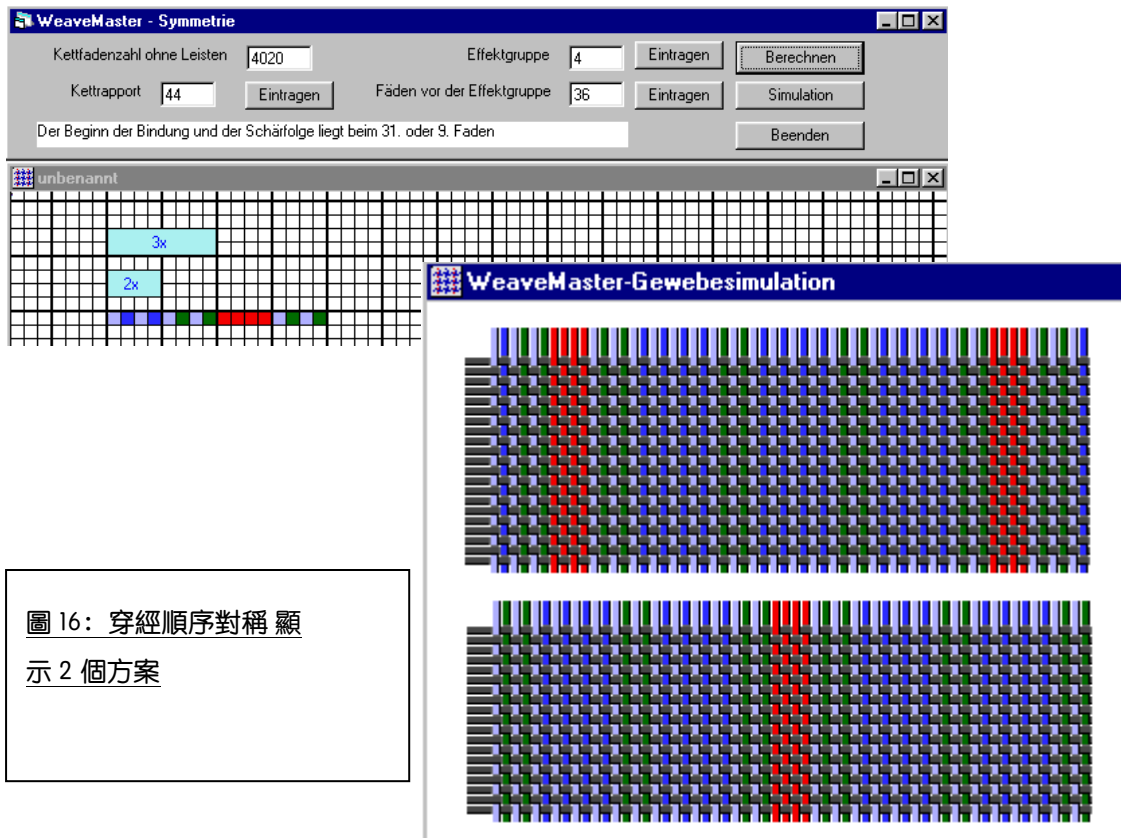 WeaveMaster - Symmetrie
Kettfadenzahl ohne Leisten 4020 Effektgruppe 4 Eintragen Berechnen
Kettrapport 44 Eintragen Fäden vor der Effektgruppe 36 Eintragen Simulation
Der Beginn der Bindung und der Schärfolge liegt beim 31. oder 9. Faden Beenden
unbenannt
3x
2x
WeaveMaster-Gewebesimulation
圖 16：穿經順序對稱 顯
示 2 個方案